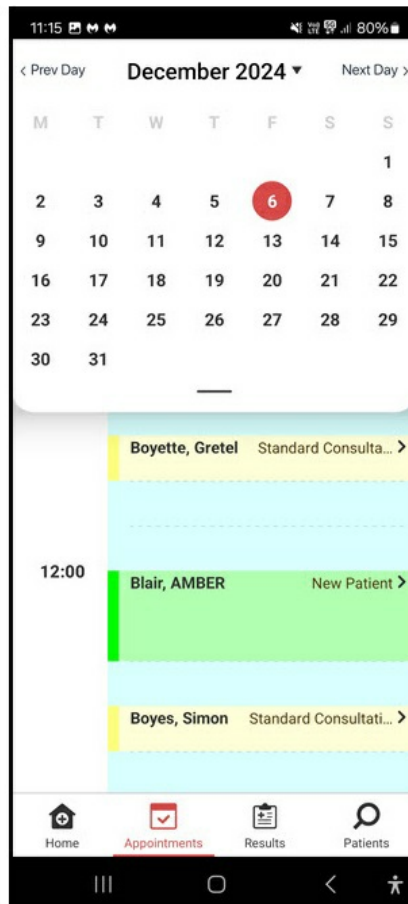 11:15 80%
< Prev Day December 2024 ▾ Next Day >
M T W T F S S
1
2 3 4 5 6 7 8
9 10 11 12 13 14 15
16 17 18 19 20 21 22
23 24 25 26 27 28 29
30 31
Boyette, Gretel Standard Consulta... >
12:00
Blair, AMBER New Patient >
Boyes, Simon Standard Consultati... >
Home Appointments Results Patients